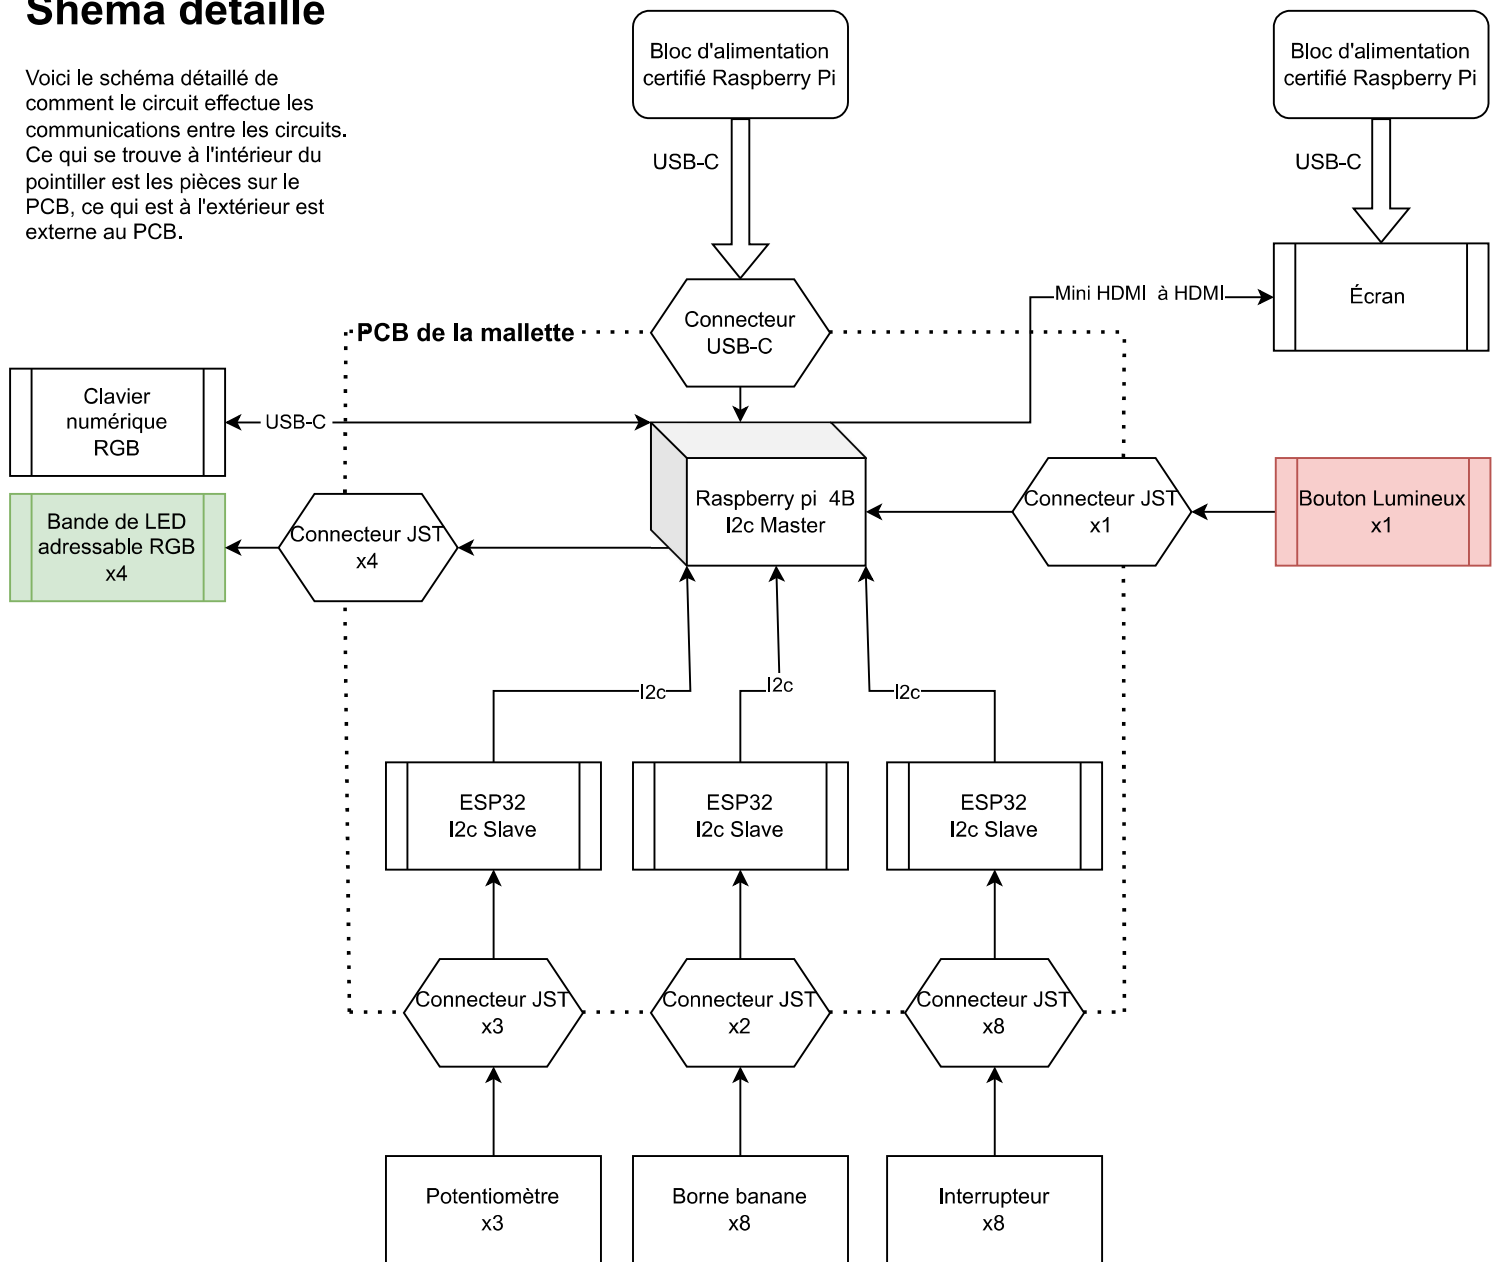 Shéma détaillé
Voici le schéma détaillé de
comment le circuit effectue les
communications entre les circuits.
Ce qui se trouve à l'intérieur du
pointiller est les pièces sur le
PCB, ce qui est à l'extérieur est
externe au PCB.
Bloc d'alimentation
certifié Raspberry Pi
Bloc d'alimentation
certifié Raspberry Pi
USB-C
USB-C
Connecteur
USB-C
Mini HDMI à HDMI
Écran
PCB de la mallette
Clavier
numérique
RGB
USB-C
Raspberry pi 4B
I2c Master
Connecteur JST
x1
Bouton Lumineux
x1
Bande de LED
adressable RGB
x4
Connecteur JST
x4
I2c
I2c
I2c
ESP32
I2c Slave
ESP32
I2c Slave
ESP32
I2c Slave
Connecteur JST
x3
Connecteur JST
x2
Connecteur JST
x8
Potentiomètre
x3
Borne banane
x8
Interrupteur
x8